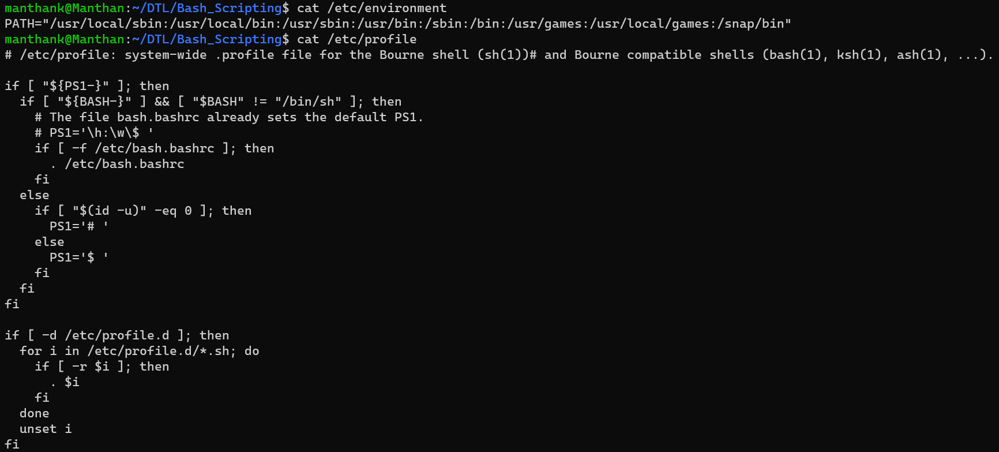 manthank@Manthan:~/DTL/Bash_Scripting$ cat /etc/environment
PATH="/usr/local/sbin:/usr/local/bin:/usr/sbin:/usr/bin:/sbin:/bin:/usr/games:/usr/local/games:/snap/bin"
manthank@Manthan:~/DTL/Bash_Scripting$ cat /etc/profile
# /etc/profile: system-wide .profile file for the Bourne shell (sh(1))# and Bourne compatible shells (bash(1), ksh(1), ash(1), ...).

if [ "${PS1-}" ]; then
  if [ "${BASH-}" ] && [ "$BASH" != "/bin/sh" ]; then
    # The file bash.bashrc already sets the default PS1.
    # PS1='\h:\w\$ '
    if [ -f /etc/bash.bashrc ]; then
      . /etc/bash.bashrc
    fi
  else
    if [ "$(id -u)" -eq 0 ]; then
      PS1='# '
    else
      PS1='$ '
    fi
  fi
fi

if [ -d /etc/profile.d ]; then
  for i in /etc/profile.d/*.sh; do
    if [ -r $i ]; then
      . $i
    fi
  done
  unset i
fi